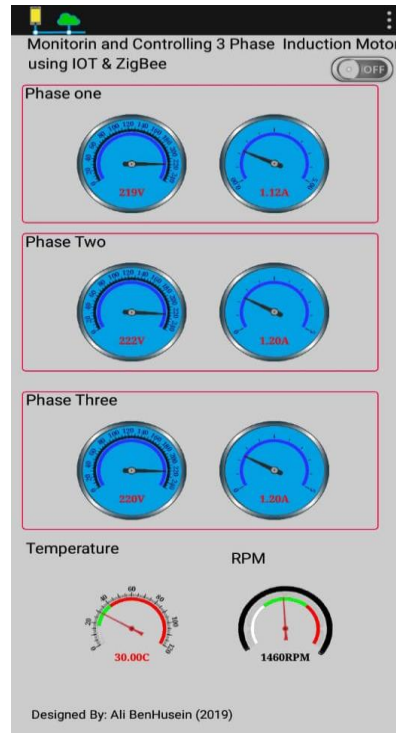 Monitorin and Controlling 3 Phase Induction Motor
using IOT & ZigBee
OFF
Phase one
219V
1.12A
Phase Two
222V
1.20A
Phase Three
220V
1.20A
Temperature
RPM
30.00C
1460RPM
Designed By: Ali BenHusein (2019)